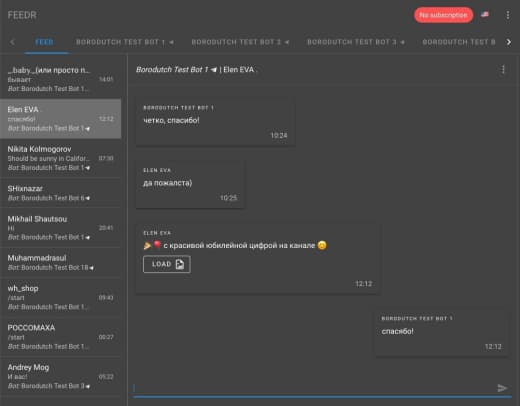 FEEDR
No subscription
FEED
BORODUTCH TEST BOT 1
BORODUTCH TEST BOT 2
BORODUTCH TEST BOT 3
BORODUTCH TEST B
_.baby._(или просто п...
бывает
14:01
Bot: Borodutch Test Bot 1...
Elen EVA .
спасибо!
12:12
Bot: Borodutch Test Bot 1
Nikita Kolmogorov
Should be sunny in Califor...
07:30
Bot: Borodutch Test Bot 1
SHixnazar
Bot: Borodutch Test Bot 6
Mikhail Shautsou
Hi
20:41
Bot: Borodutch Test Bot 1
Muhammadrasul
Bot: Borodutch Test Bot 18
wh_shop
/start
09:43
Bot: Borodutch Test Bot 1...
POCCOMAXA
/start
00:27
Bot: Borodutch Test Bot 1...
Andrey Mog
И вас!
05:22
Bot: Borodutch Test Bot 3
Borodutch Test Bot 1 | Elen EVA .
BORODUTCH TEST BOT 1
четко, спасибо!
10:24
ELEN EVA
да пожалста)
10:25
ELEN EVA
🎉🎈 с красивой юбилейной цифрой на канале 😊
LOAD
12:12
BORODUTCH TEST BOT 1
спасябо!
12:12